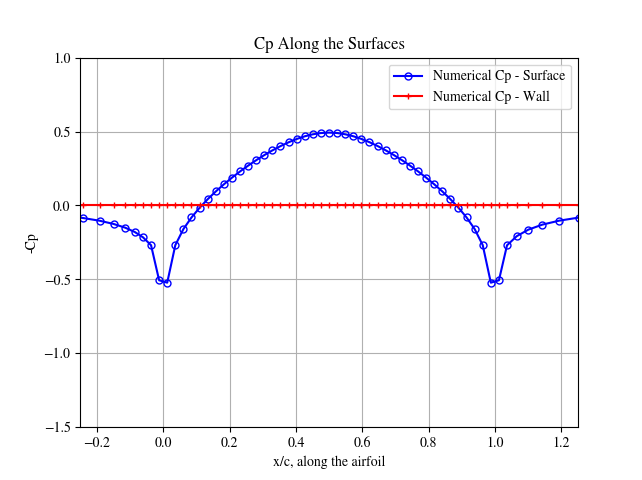 Cp Along the Surfaces
1.0
Numerical Cp - Surface
Numerical Cp - Wall
0.5
0.0
-Cp
−0.5
−1.0
−1.5
−0.2 0.0 0.2 0.4 0.6 0.8 1.0 1.2
x/c, along the airfoil